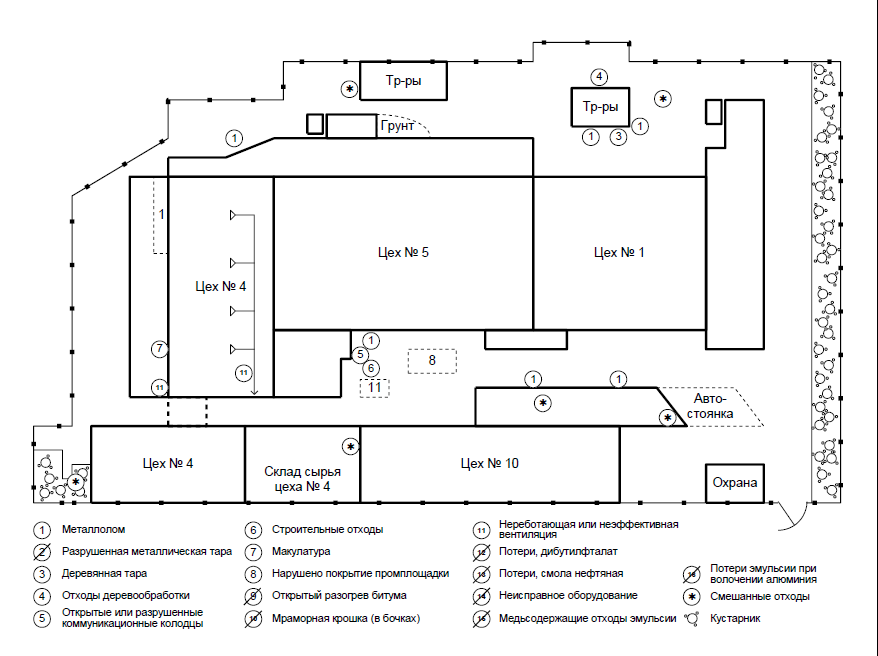 Тр-ры
✱
4
Тр-ры
✱
1
1
3
1
Грунт
1
Цех № 4
Цех № 5
Цех № 1
7
11
11
1
5
6
8
11
1
1
✱
✱
Авто-
стоянка
Цех № 4
✱
Склад сырья
цеха № 4
✱
Цех № 10
Охрана
1 Металлолом
2 Разрушенная металлическая тара
3 Деревянная тара
4 Отходы деревообработки
5 Открытые или разрушенные
коммуникационные колодцы
6 Строительные отходы
7 Макулатура
8 Нарушено покрытие промплощадки
9 Открытый разогрев битума
10 Мраморная крошка (в бочках)
11 Неработающая или неэффективная
вентиляция
12 Потери, дибутилфталат
13 Потери, смола нефтяная
14 Неисправное оборудование
15 Медьсодержащие отходы эмульсии
16 Потери эмульсии при
волочении алюминия
✱ Смешанные отходы
Кустарник